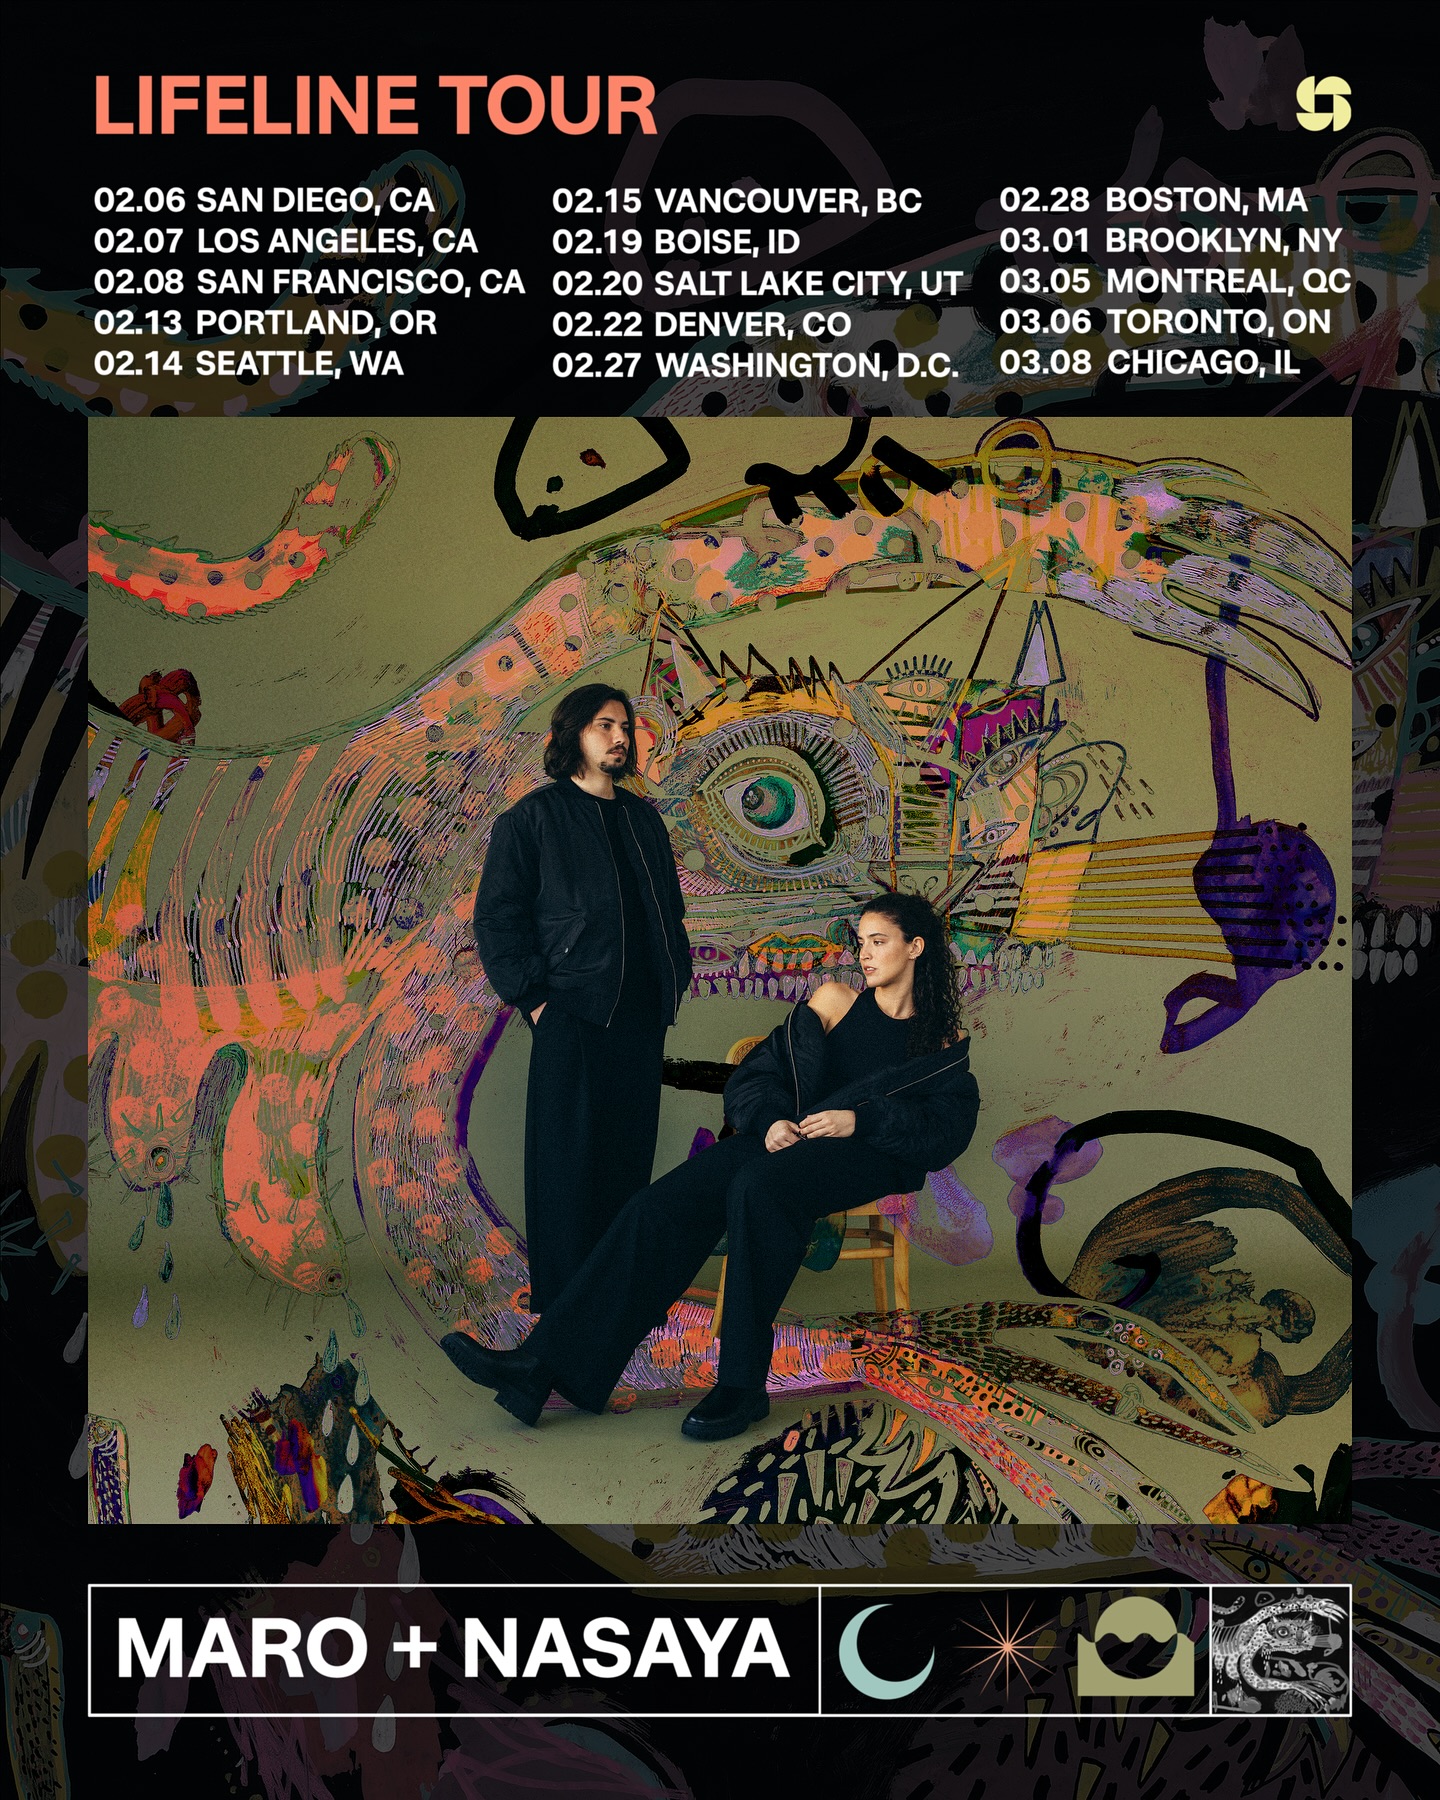 LIFELINE TOUR
02.06 SAN DIEGO, CA
02.07 LOS ANGELES, CA
02.08 SAN FRANCISCO, CA
02.13 PORTLAND, OR
02.14 SEATTLE, WA
02.15 VANCOUVER, BC
02.19 BOISE, ID
02.20 SALT LAKE CITY, UT
02.22 DENVER, CO
02.27 WASHINGTON, D.C.
02.28 BOSTON, MA
03.01 BROOKLYN, NY
03.05 MONTREAL, QC
03.06 TORONTO, ON
03.08 CHICAGO, IL
MARO + NASAYA